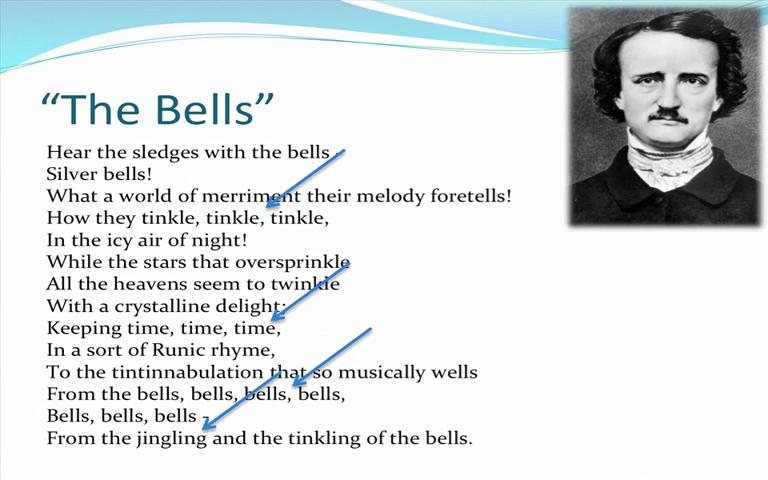 “The Bells”
Hear the sledges with the bells -
Silver bells!
What a world of merriment their melody foretells!
How they tinkle, tinkle, tinkle,
In the icy air of night!
While the stars that oversprinkle
All the heavens seem to twinkle
With a crystalline delight;
Keeping time, time, time,
In a sort of Runic rhyme,
To the tintinnabulation that so musically wells
From the bells, bells, bells, bells,
Bells, bells, bells -
From the jingling and the tinkling of the bells.